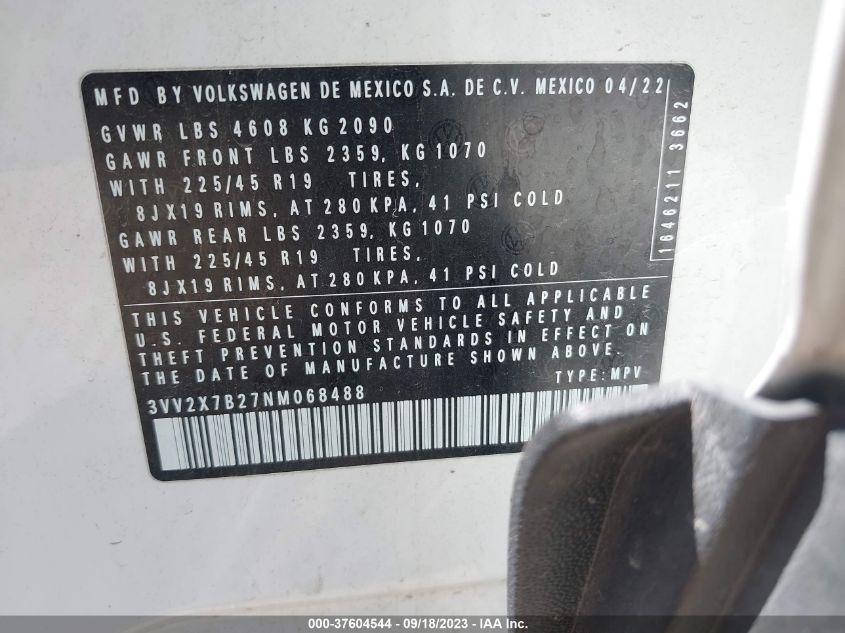 MFD BY VOLKSWAGEN DE MEXICO S.A. DE C.V. MEXICO 04/22
GVWR LBS 4608 KG 2090
GAWR FRONT LBS 2359, KG 1070
WITH 225/45 R19 TIRES,
8JX19 RIMS, AT 280 KPA, 41 PSI COLD
GAWR REAR LBS 2359, KG 1070
WITH 225/45 R19 TIRES,
8JX19 RIMS, AT 280 KPA, 41 PSI COLD
THIS VEHICLE CONFORMS TO ALL APPLICABLE
U.S. FEDERAL MOTOR VEHICLE SAFETY AND
THEFT PREVENTION STANDARDS IN EFFECT ON
THE DATE OF MANUFACTURE SHOWN ABOVE.
TYPE: MPV
3VV2X7B27NM068488
1646211 3662
000-37604544 - 09/18/2023 - IAA Inc.